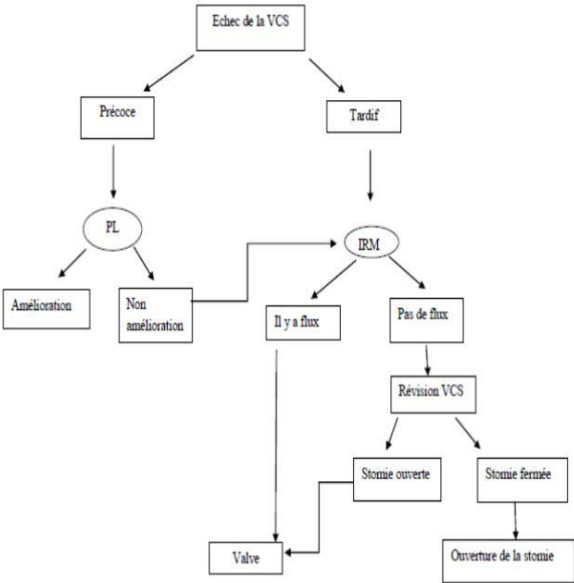 Echec de la VCS
Précoce
Tardif
PL
IRM
Amélioration
Non
amélioration
Il y a flux
Pas de flux
Révision VCS
Stomie ouverte
Stomie fermée
Valve
Ouverture de la stomie